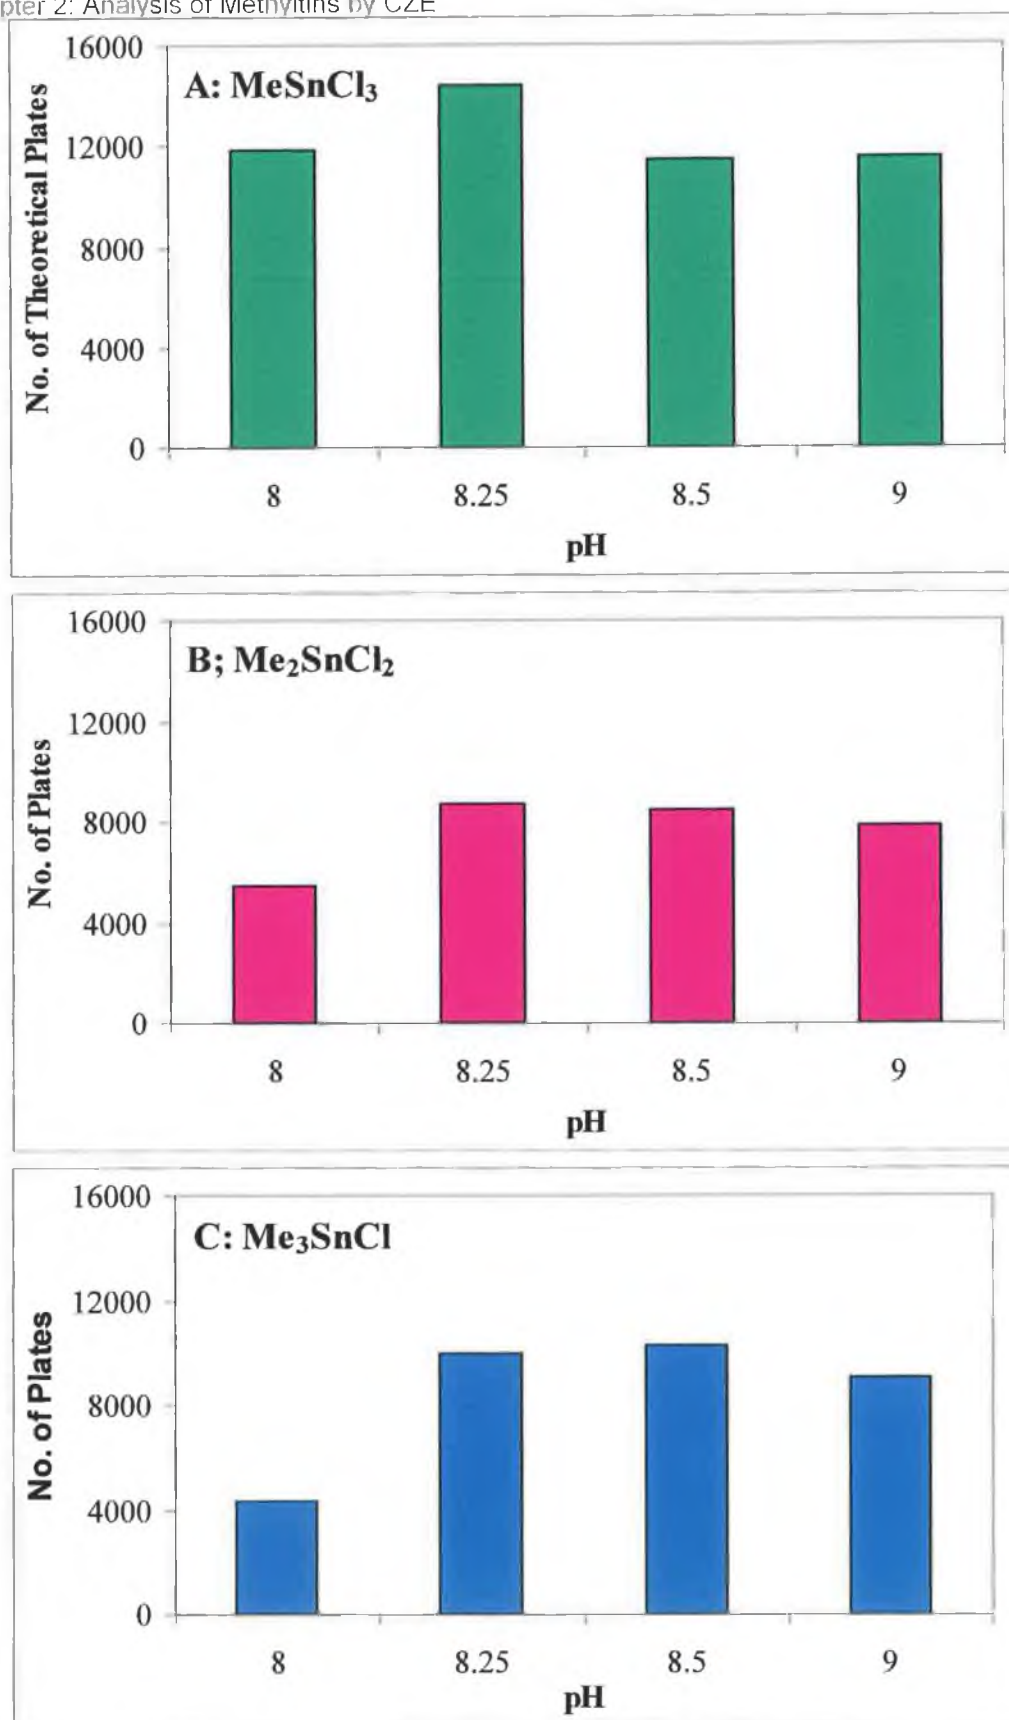 pter 2: Analysis of Methyltins by CZE
16000
12000
8000
4000
0
No. of Theoretical Plates
A: MeSnCl₃
8 8.25 8.5 9
pH
16000
12000
8000
4000
0
No. of Plates
B; Me₂SnCl₂
8 8.25 8.5 9
pH
16000
12000
8000
4000
0
No. of Plates
C: Me₃SnCl
8 8.25 8.5 9
pH